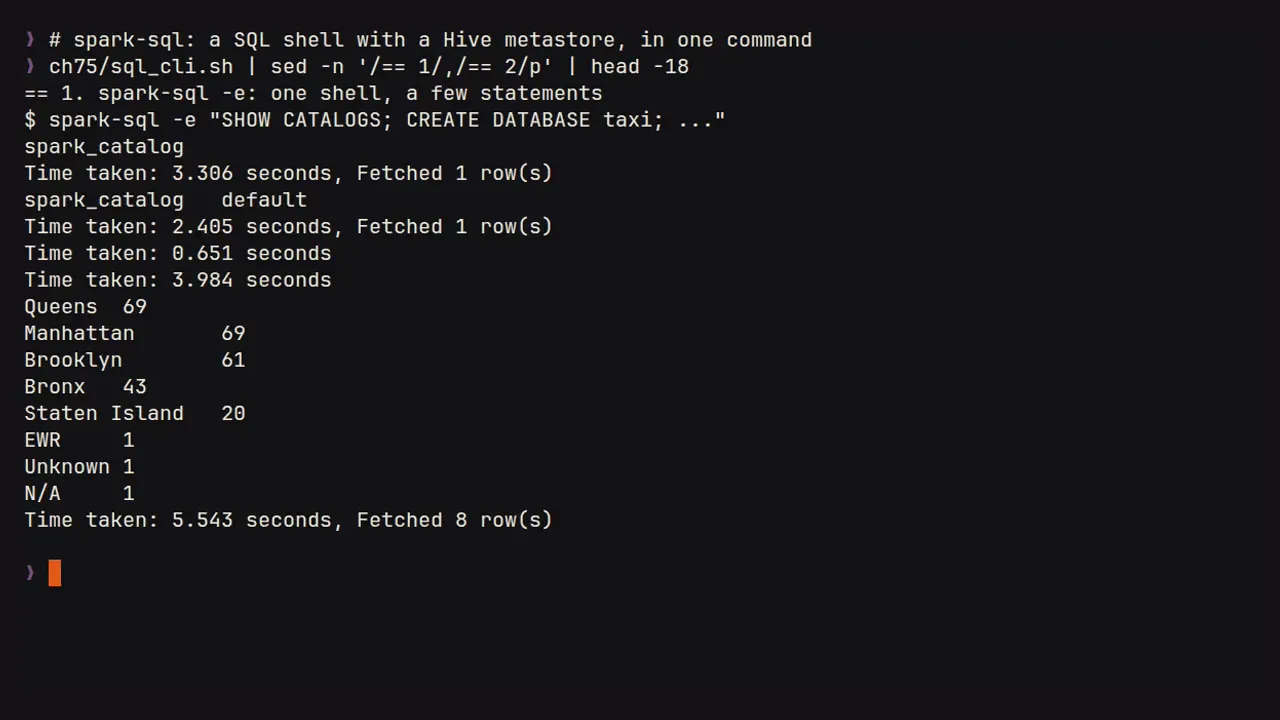 ❯ # spark-sql: a SQL shell with a Hive metastore, in one command
❯ ch75/sql_cli.sh | sed -n '/== 1/,/== 2/p' | head -18
== 1. spark-sql -e: one shell, a few statements
$ spark-sql -e "SHOW CATALOGS; CREATE DATABASE taxi; ..."
spark_catalog
Time taken: 3.306 seconds, Fetched 1 row(s)
spark_catalog	default
Time taken: 2.405 seconds, Fetched 1 row(s)
Time taken: 0.651 seconds
Time taken: 3.984 seconds
Queens	69
Manhattan	69
Brooklyn	61
Bronx	43
Staten Island	20
EWR	1
Unknown	1
N/A	1
Time taken: 5.543 seconds, Fetched 8 row(s)
❯